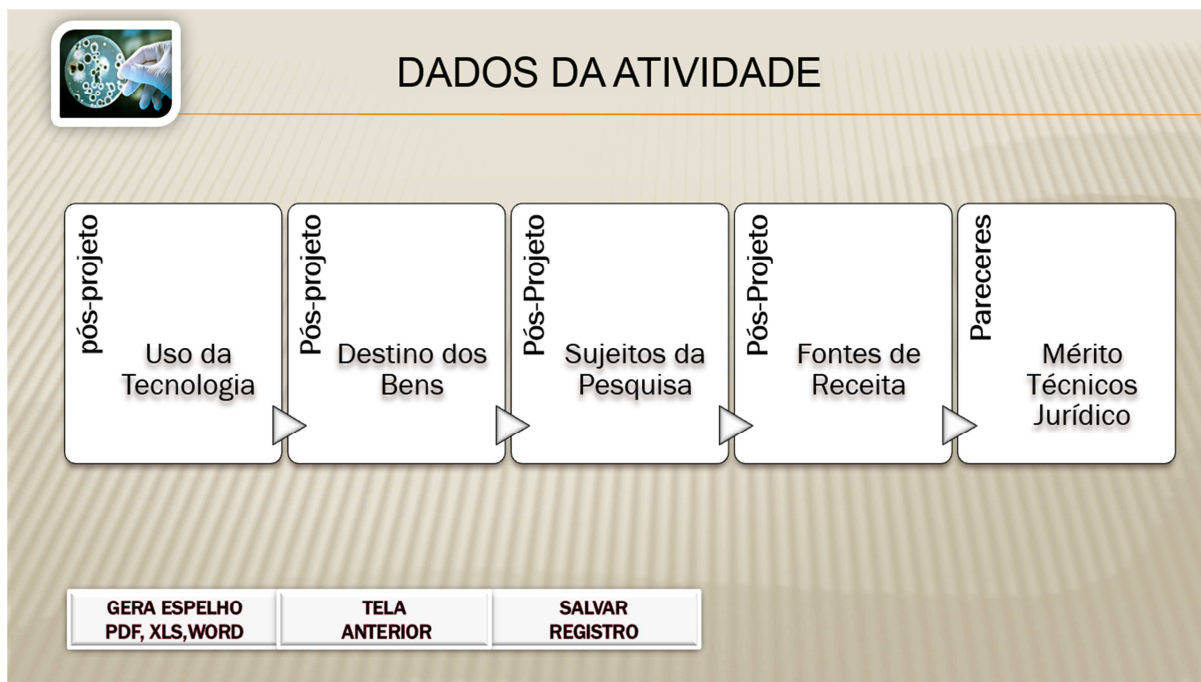 DADOS DA ATIVIDADE
pós-projeto
Uso da
Tecnologia
Pós-projeto
Destino dos
Bens
Pós-Projeto
Sujeitos da
Pesquisa
Pós-Projeto
Fontes de
Receita
Pareceres
Mérito
Técnicos
Jurídico
GERA ESPELHO
PDF, XLS,WORD
TELA
ANTERIOR
SALVAR
REGISTRO